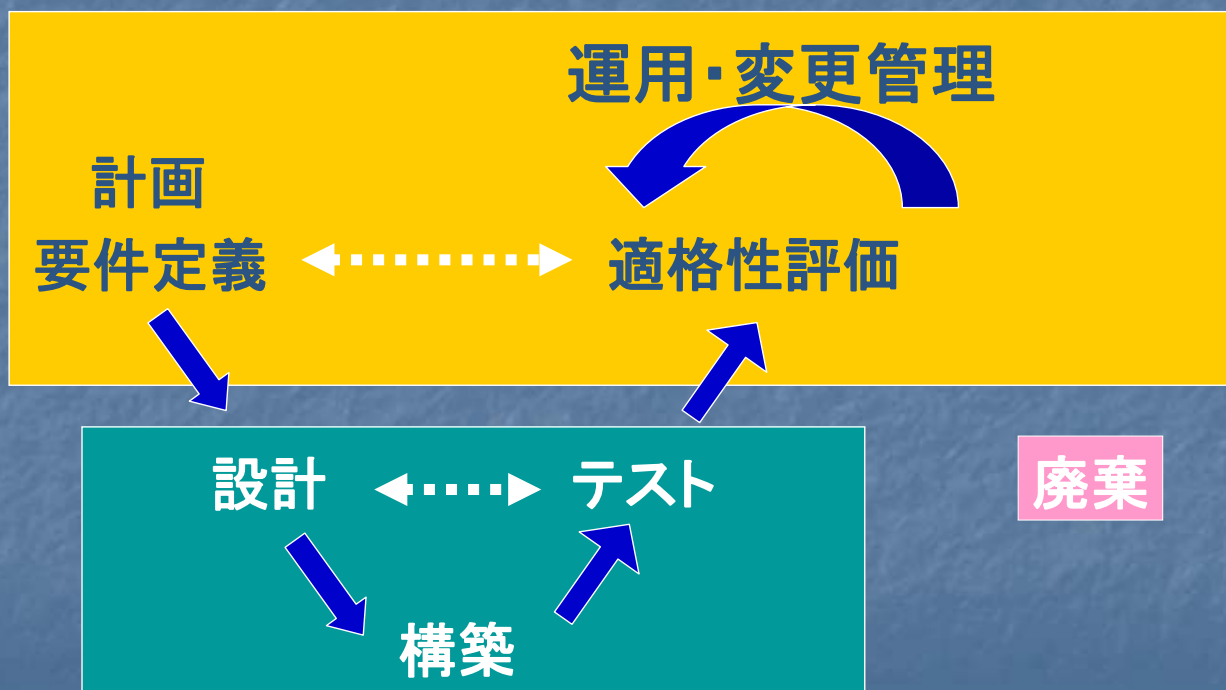 運用・変更管理
計画
要件定義
適格性評価
設計
テスト
廃棄
構築